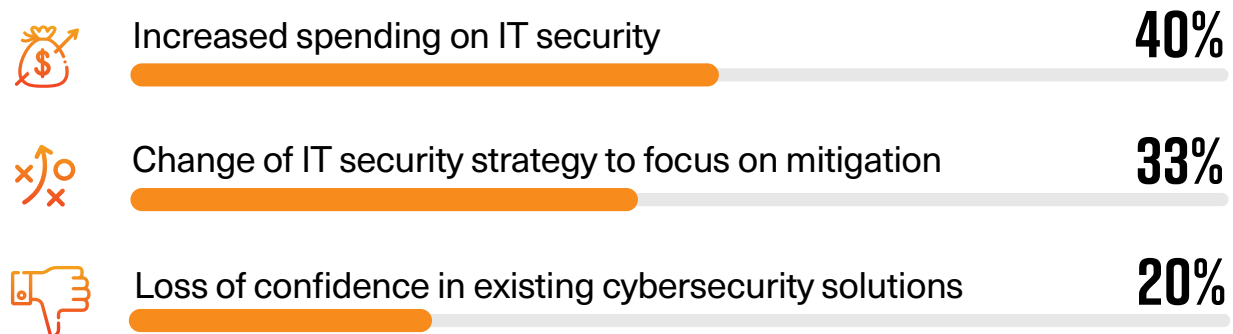 Increased spending on IT security 40%
Change of IT security strategy to focus on mitigation 33%
Loss of confidence in existing cybersecurity solutions 20%